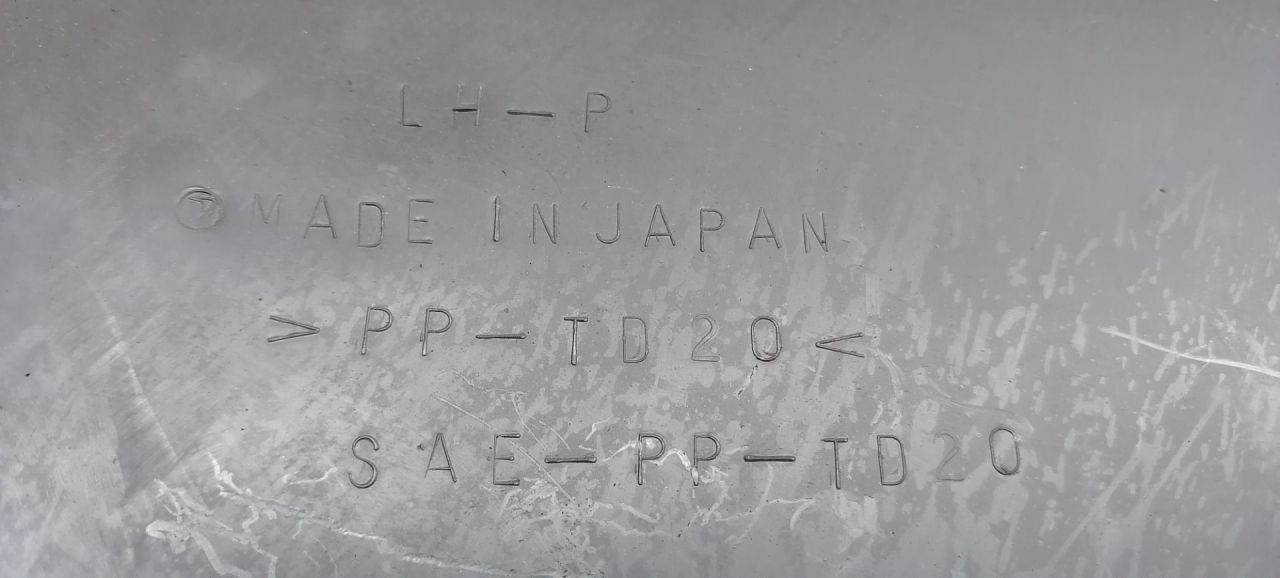 LH-P
MADE IN JAPAN
>PP-TD20<
SAE-PP-TD20